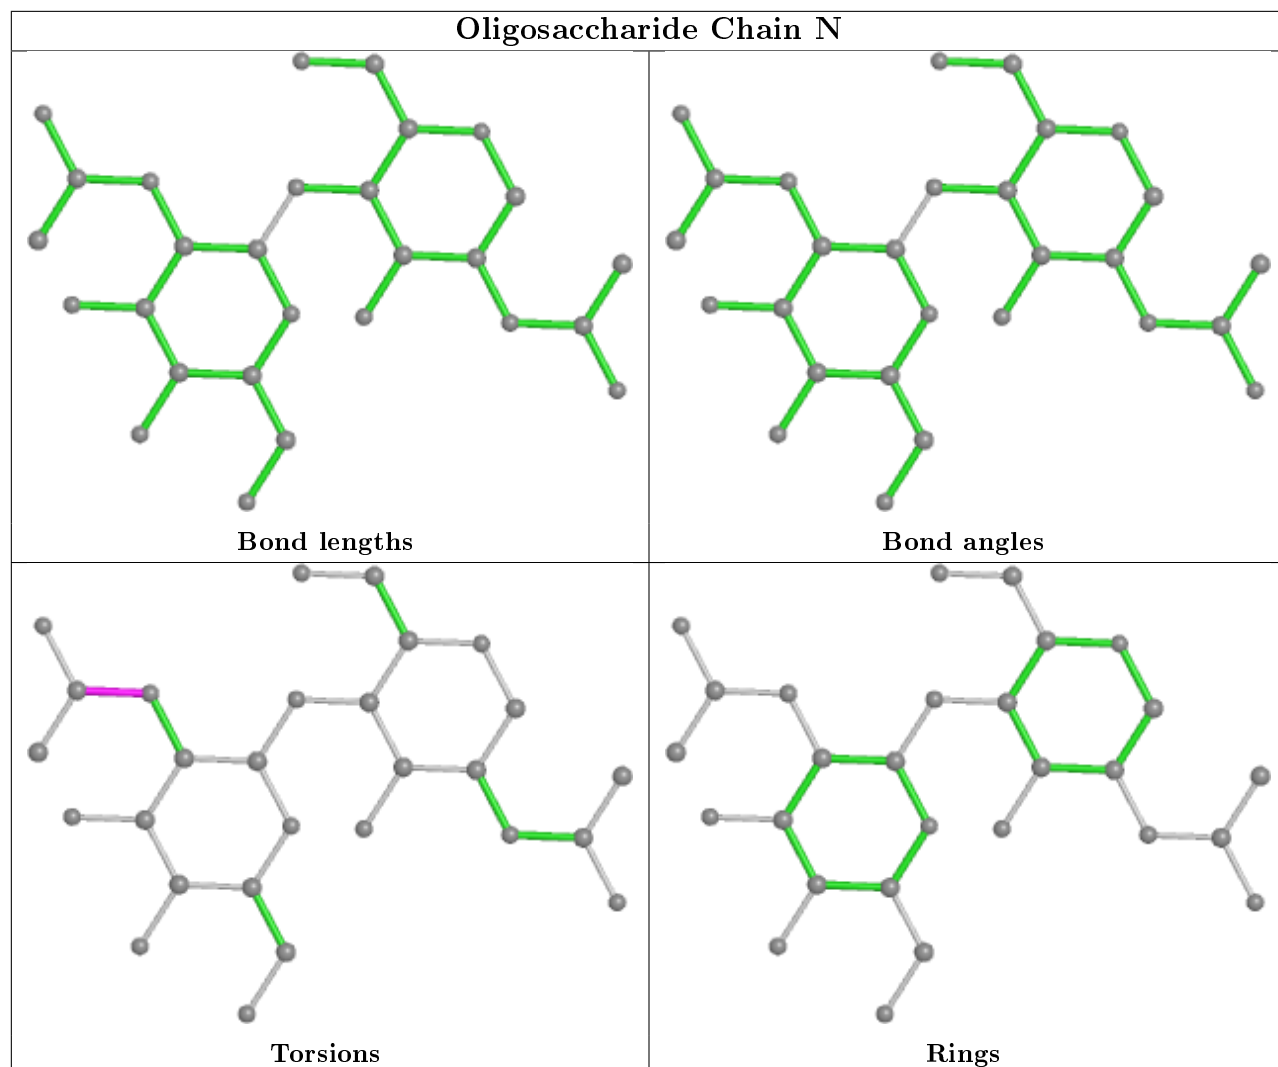 Oligosaccharide Chain N
Bond lengths
Bond angles
Torsions
Rings